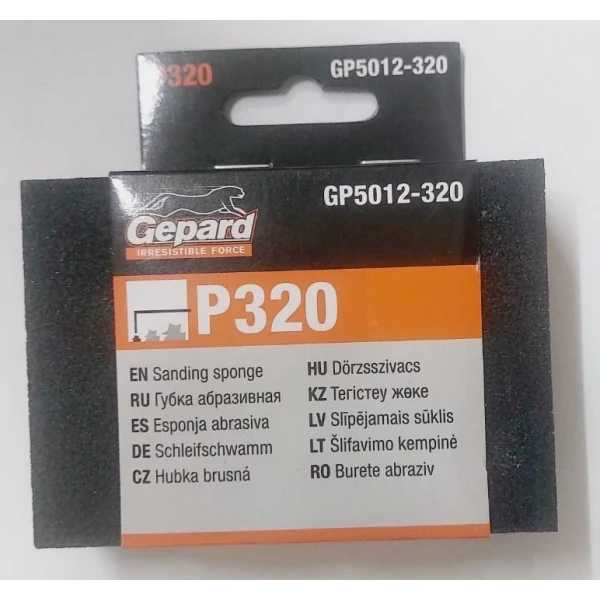 P320
GP5012-320
GP5012-320
Gepard
IRRESISTIBLE FORCE
P320
EN Sanding sponge
RU Губка абразивная
ES Esponja abrasiva
DE Schleifschwamm
CZ Hubka brusná
HU Dörzsszivacs
KZ Тегістеу жөке
LV Slīpējamais sūklis
LT Šlifavimo kempinė
RO Burete abraziv